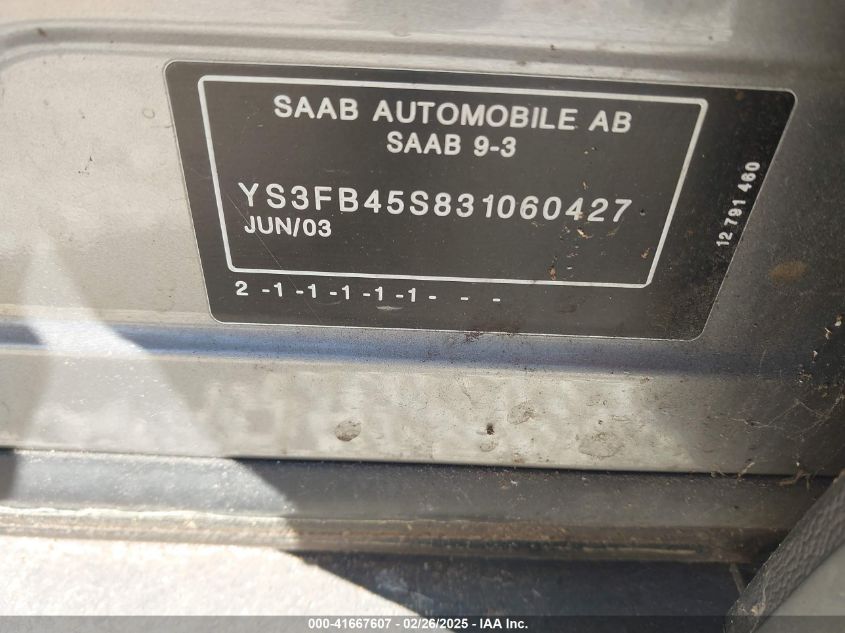 SAAB AUTOMOBILE AB
SAAB 9-3
YS3FB45S831060427
JUN/03
12 791 460
2 -1 -1 -1 -1 -1- - -
000-41667607 - 02/26/2025 - IAA Inc.